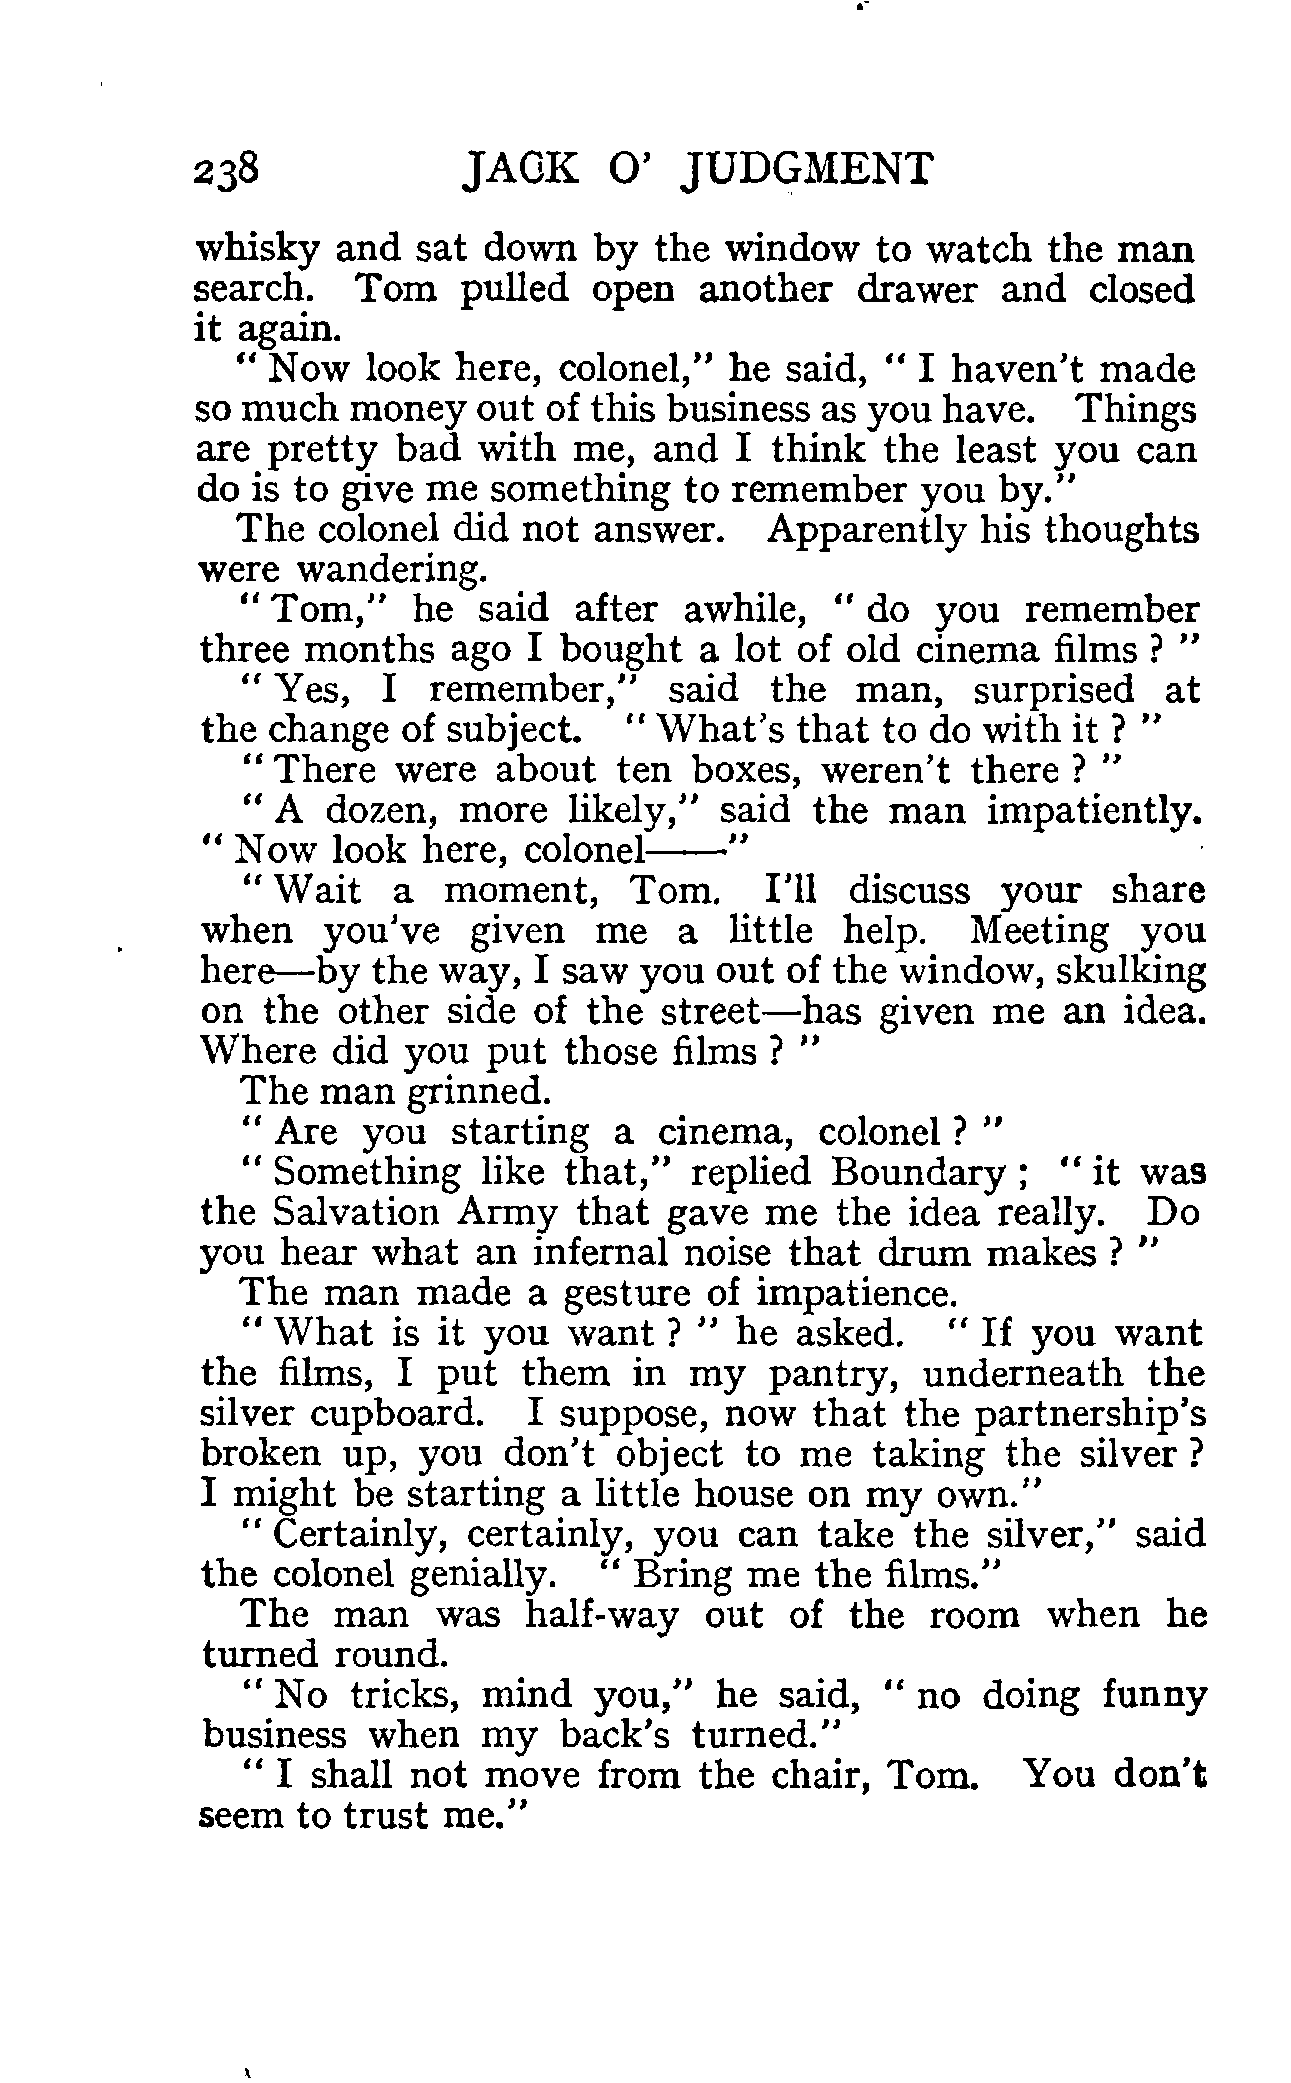 238 JACK O' JUDGMENT
whisky and sat down by the window to watch the man
search. Tom pulled open another drawer and closed
it again.
" Now look here, colonel," he said, " I haven't made
so much money out of this business as you have. Things
are pretty bad with me, and I think the least you can
do is to give me something to remember you by."
The colonel did not answer. Apparently his thoughts
were wandering.
" Tom," he said after awhile, " do you remember
three months ago I bought a lot of old cinema films ? "
" Yes, I remember," said the man, surprised at
the change of subject. " What's that to do with it ? "
" There were about ten boxes, weren't there ? "
" A dozen, more likely," said the man impatiently.
" Now look here, colonel——"
" Wait a moment, Tom. I'll discuss your share
when you've given me a little help. Meeting you
here—by the way, I saw you out of the window, skulking
on the other side of the street—has given me an idea.
Where did you put those films ? "
The man grinned.
" Are you starting a cinema, colonel ? "
" Something like that," replied Boundary ; " it was
the Salvation Army that gave me the idea really. Do
you hear what an infernal noise that drum makes ? "
The man made a gesture of impatience.
" What is it you want ? " he asked. " If you want
the films, I put them in my pantry, underneath the
silver cupboard. I suppose, now that the partnership's
broken up, you don't object to me taking the silver ?
I might be starting a little house on my own."
" Certainly, certainly, you can take the silver," said
the colonel genially. " Bring me the films."
The man was half-way out of the room when he
turned round.
" No tricks, mind you," he said, " no doing funny
business when my back's turned."
" I shall not move from the chair, Tom. You don't
seem to trust me."